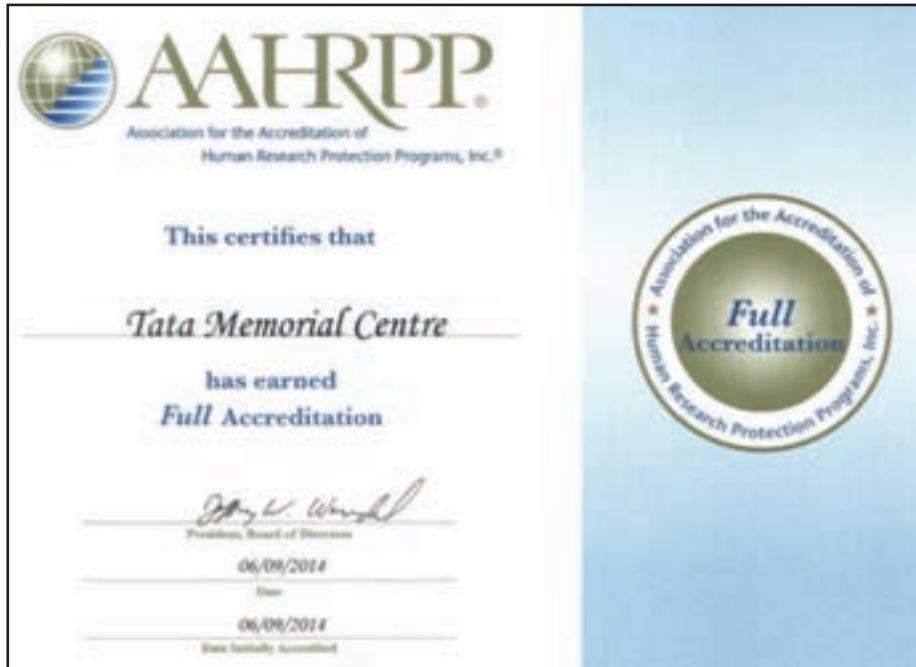 AAHRPP®
Association for the Accreditation of
Human Research Protection Programs, Inc.®
This certifies that
Tata Memorial Centre
has earned
Full Accreditation
President, Board of Directors
06/09/2014
Date
06/09/2014
Date Initially Accredited
Association for the Accreditation of
Human Research Protection Programs, Inc.
Full
Accreditation